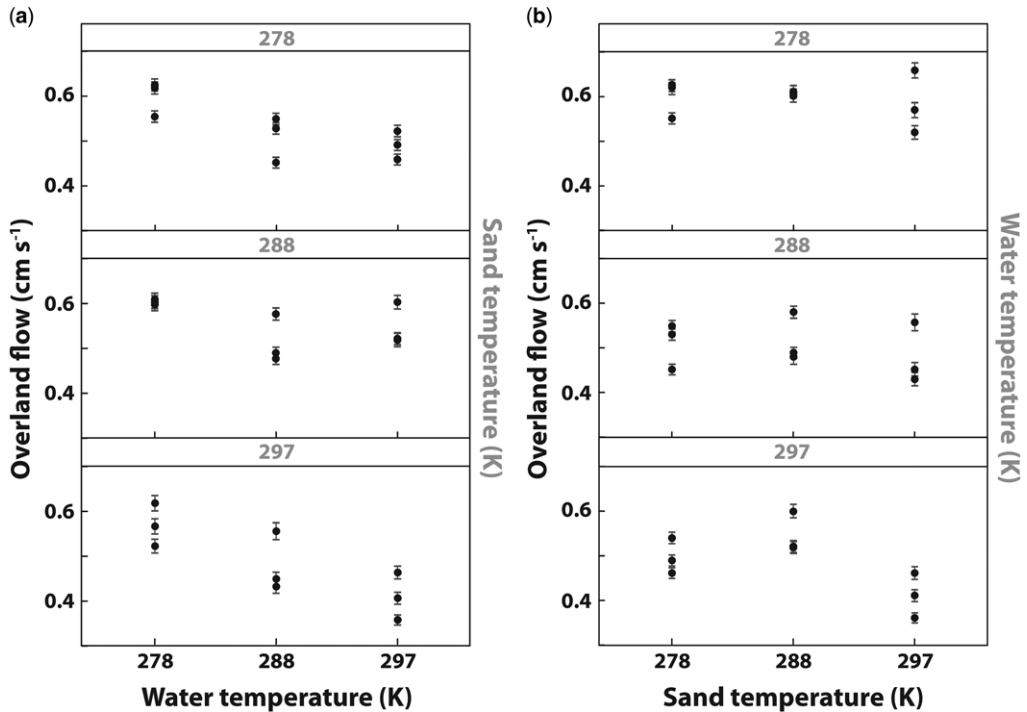 (a)
278
0.6
0.4
288
0.6
0.4
297
0.6
0.4
278 288 297
Water temperature (K)
Overland flow (cm s-1)
Sand temperature (K)
(b)
278
0.6
0.4
288
0.6
0.4
297
0.6
0.4
278 288 297
Sand temperature (K)
Overland flow (cm s-1)
Water temperature (K)